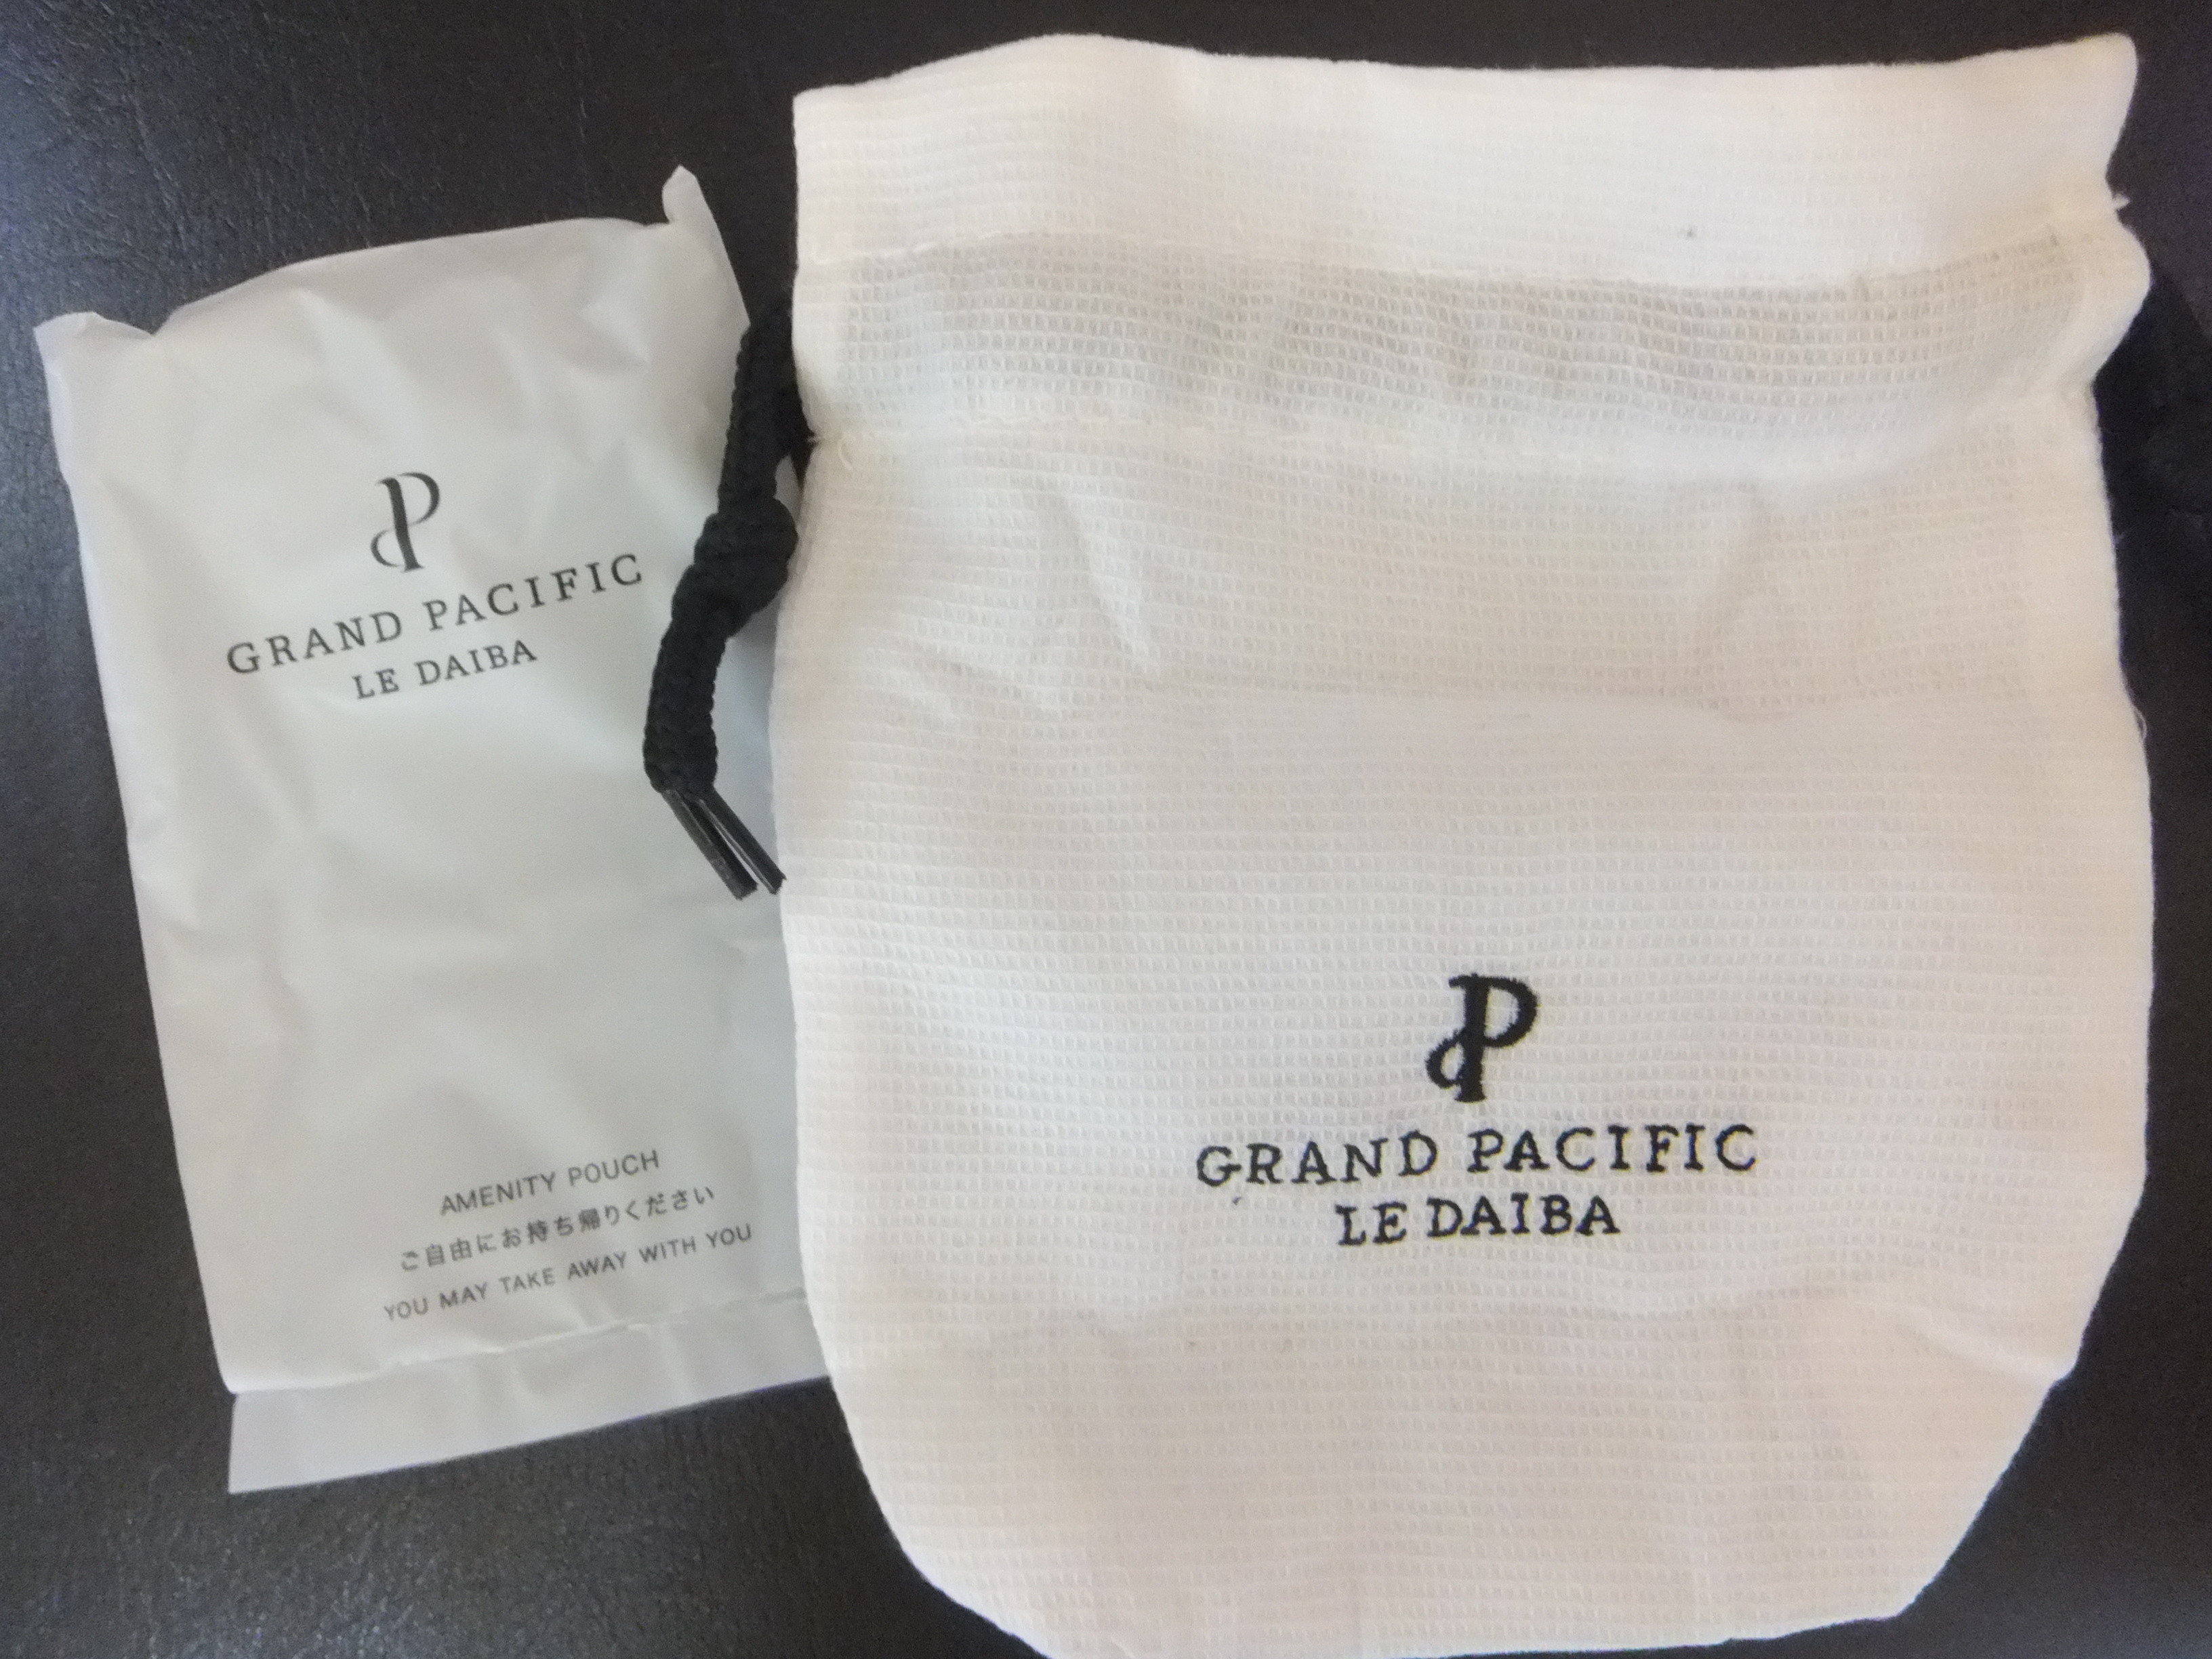 GRAND PACIFIC
LE DAIBA
AMENITY POUCH
ご自由にお持ち帰りください
YOU MAY TAKE AWAY WITH YOU
GRAND PACIFIC
LE DAIBA